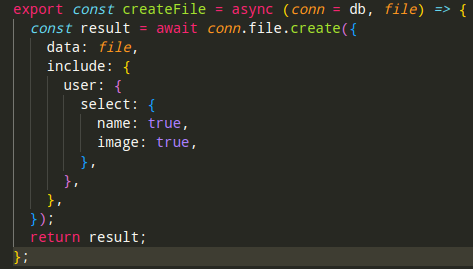 export const createFile = async (conn = db, file) => {
  const result = await conn.file.create({
    data: file,
    include: {
      user: {
        select: {
          name: true,
          image: true,
        },
      },
    },
  });
  return result;
};